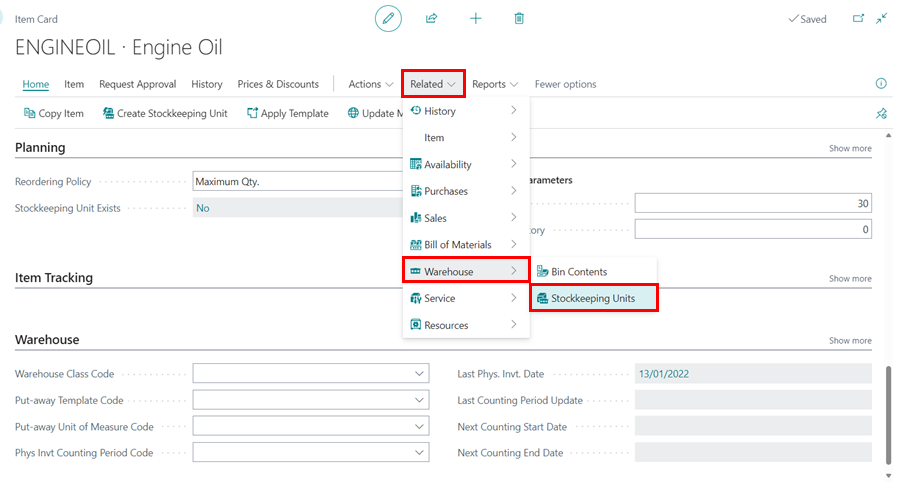 Item Card
Saved
ENGINEOIL · Engine Oil
Home Item Request Approval History Prices & Discounts Actions Related Reports Fewer options
Copy Item Create Stockkeeping Unit Apply Template Update M
History
Item
Availability
Purchases
Sales
Bill of Materials
Warehouse
Service
Resources
Bin Contents
Stockkeeping Units
Planning Show more
Reordering Policy Maximum Qty.
Stockkeeping Unit Exists No
arameters
30
ory 0
Item Tracking Show more
Warehouse Show more
Warehouse Class Code
Put-away Template Code
Put-away Unit of Measure Code
Phys Invt Counting Period Code
Last Phys. Invt. Date 13/01/2022
Last Counting Period Update
Next Counting Start Date
Next Counting End Date